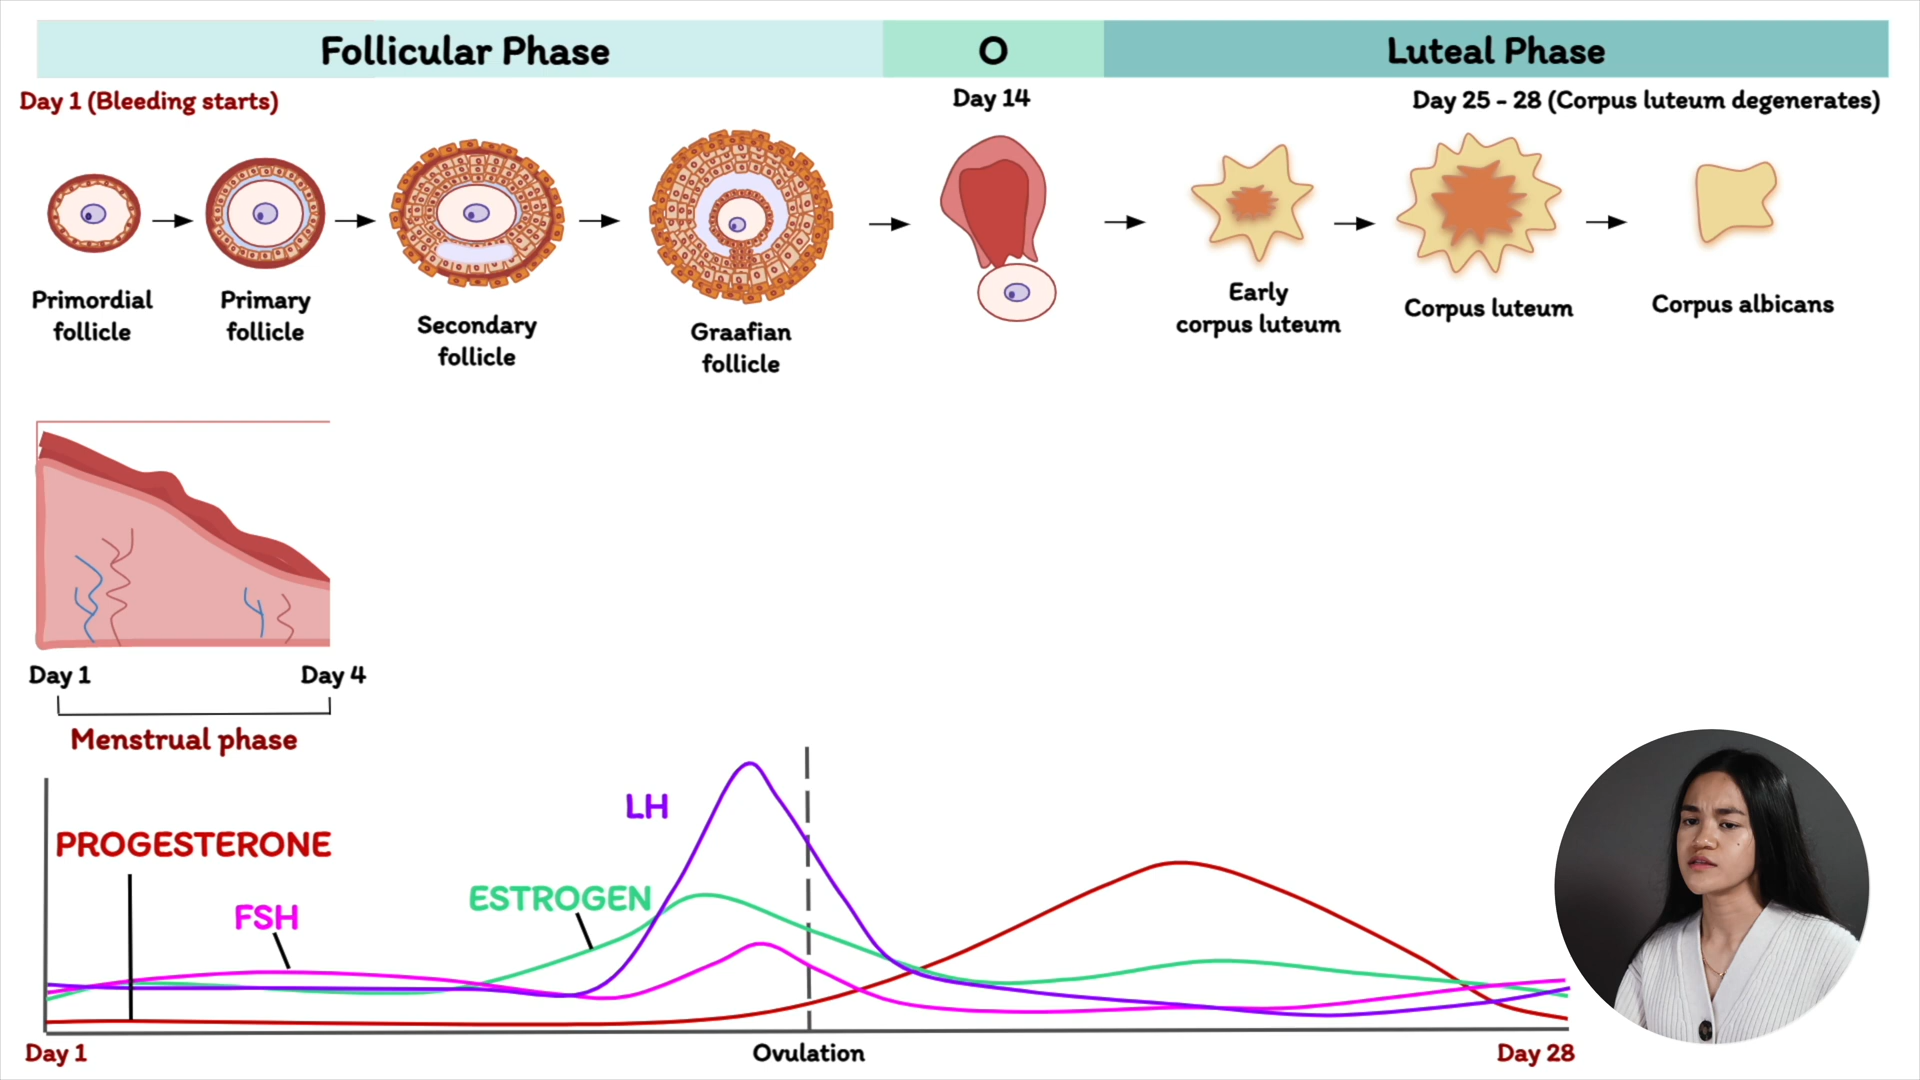 Follicular Phase
O
Luteal Phase
Day 1 (Bleeding starts)
Day 14
Day 25 - 28 (Corpus luteum degenerates)
Primordial
follicle
Primary
follicle
Secondary
follicle
Graafian
follicle
Early
corpus luteum
Corpus luteum
Corpus albicans
Day 1
Day 4
Menstrual phase
LH
PROGESTERONE
ESTROGEN
FSH
Day 1
Ovulation
Day 28